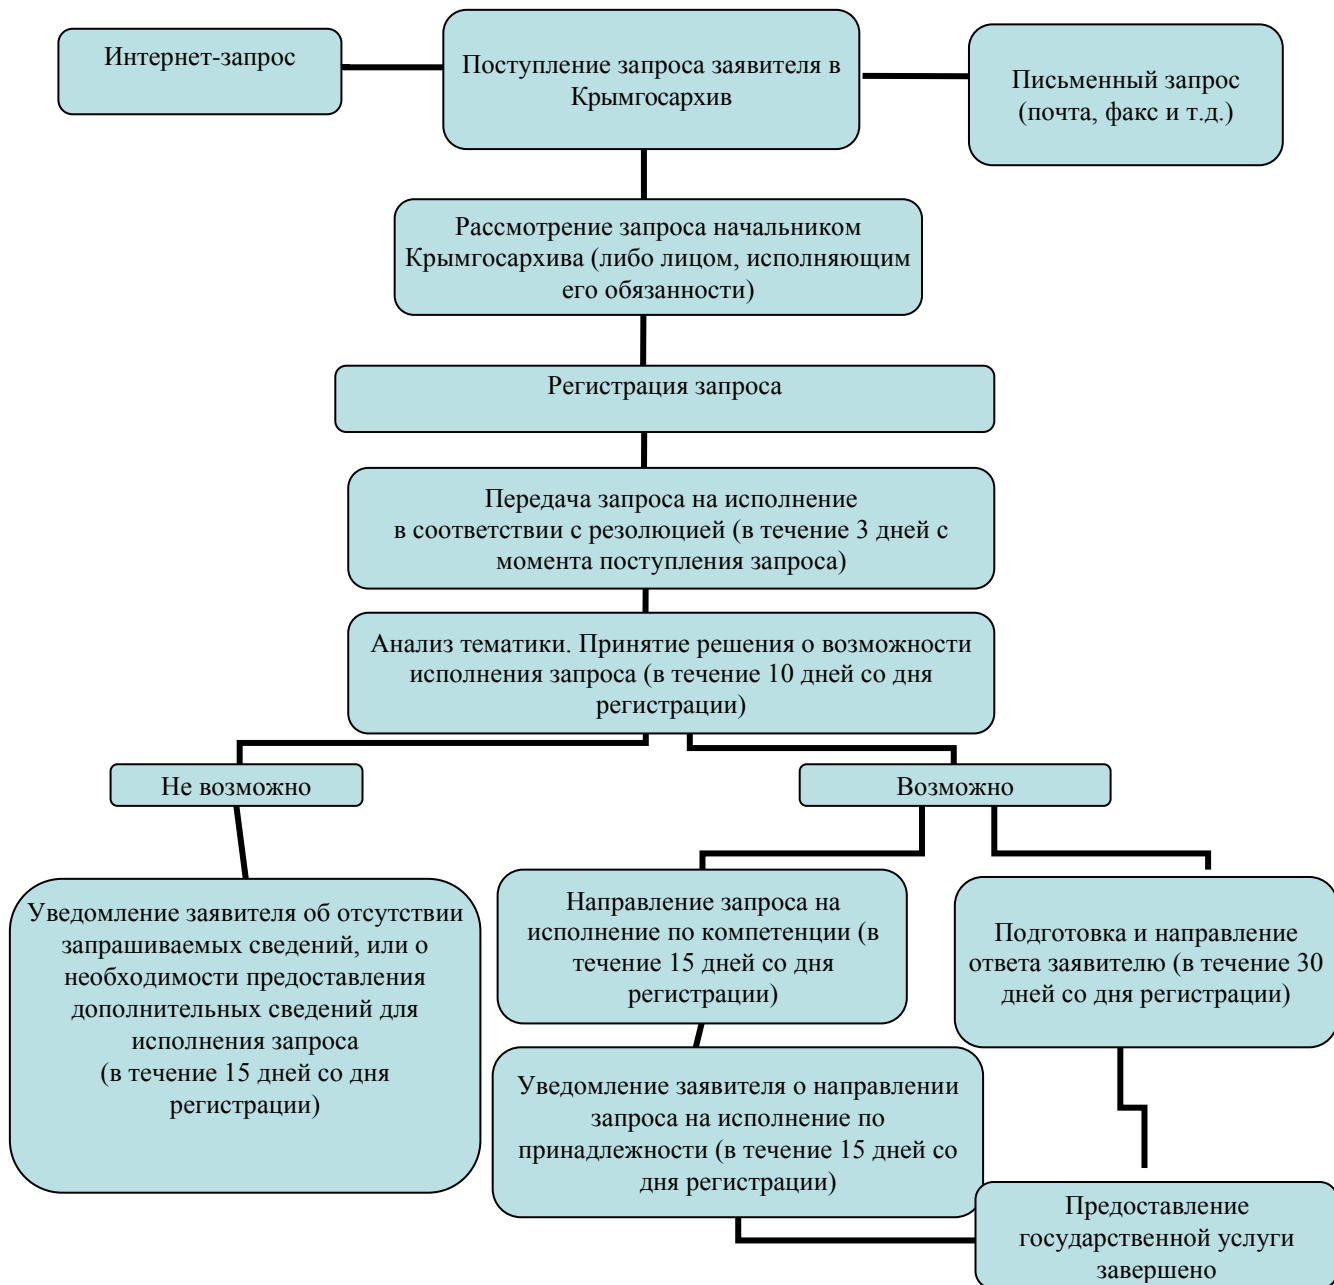 Интернет-запрос
Поступление запроса заявителя в
Крымгосархив
Письменный запрос
(почта, факс и т.д.)
Рассмотрение запроса начальником
Крымгосархива (либо лицом, исполняющим
его обязанности)
Регистрация запроса
Передача запроса на исполнение
в соответствии с резолюцией (в течение 3 дней с
момента поступления запроса)
Анализ тематики. Принятие решения о возможности
исполнения запроса (в течение 10 дней со дня
регистрации)
Не возможно
Возможно
Уведомление заявителя об отсутствии
запрашиваемых сведений, или о
необходимости предоставления
дополнительных сведений для
исполнения запроса
(в течение 15 дней со дня
регистрации)
Направление запроса на
исполнение по компетенции (в
течение 15 дней со дня
регистрации)
Подготовка и направление
ответа заявителю (в течение 30
дней со дня регистрации)
Уведомление заявителя о направлении
запроса на исполнение по
принадлежности (в течение 15 дней со
дня регистрации)
Предоставление
государственной услуги
завершено